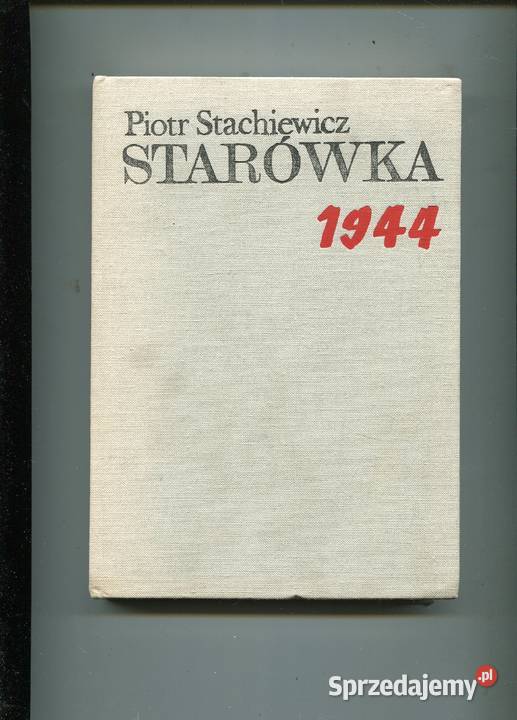 Piotr Stachiewicz
STARÓWKA
1944
Sprzedajemy.pl